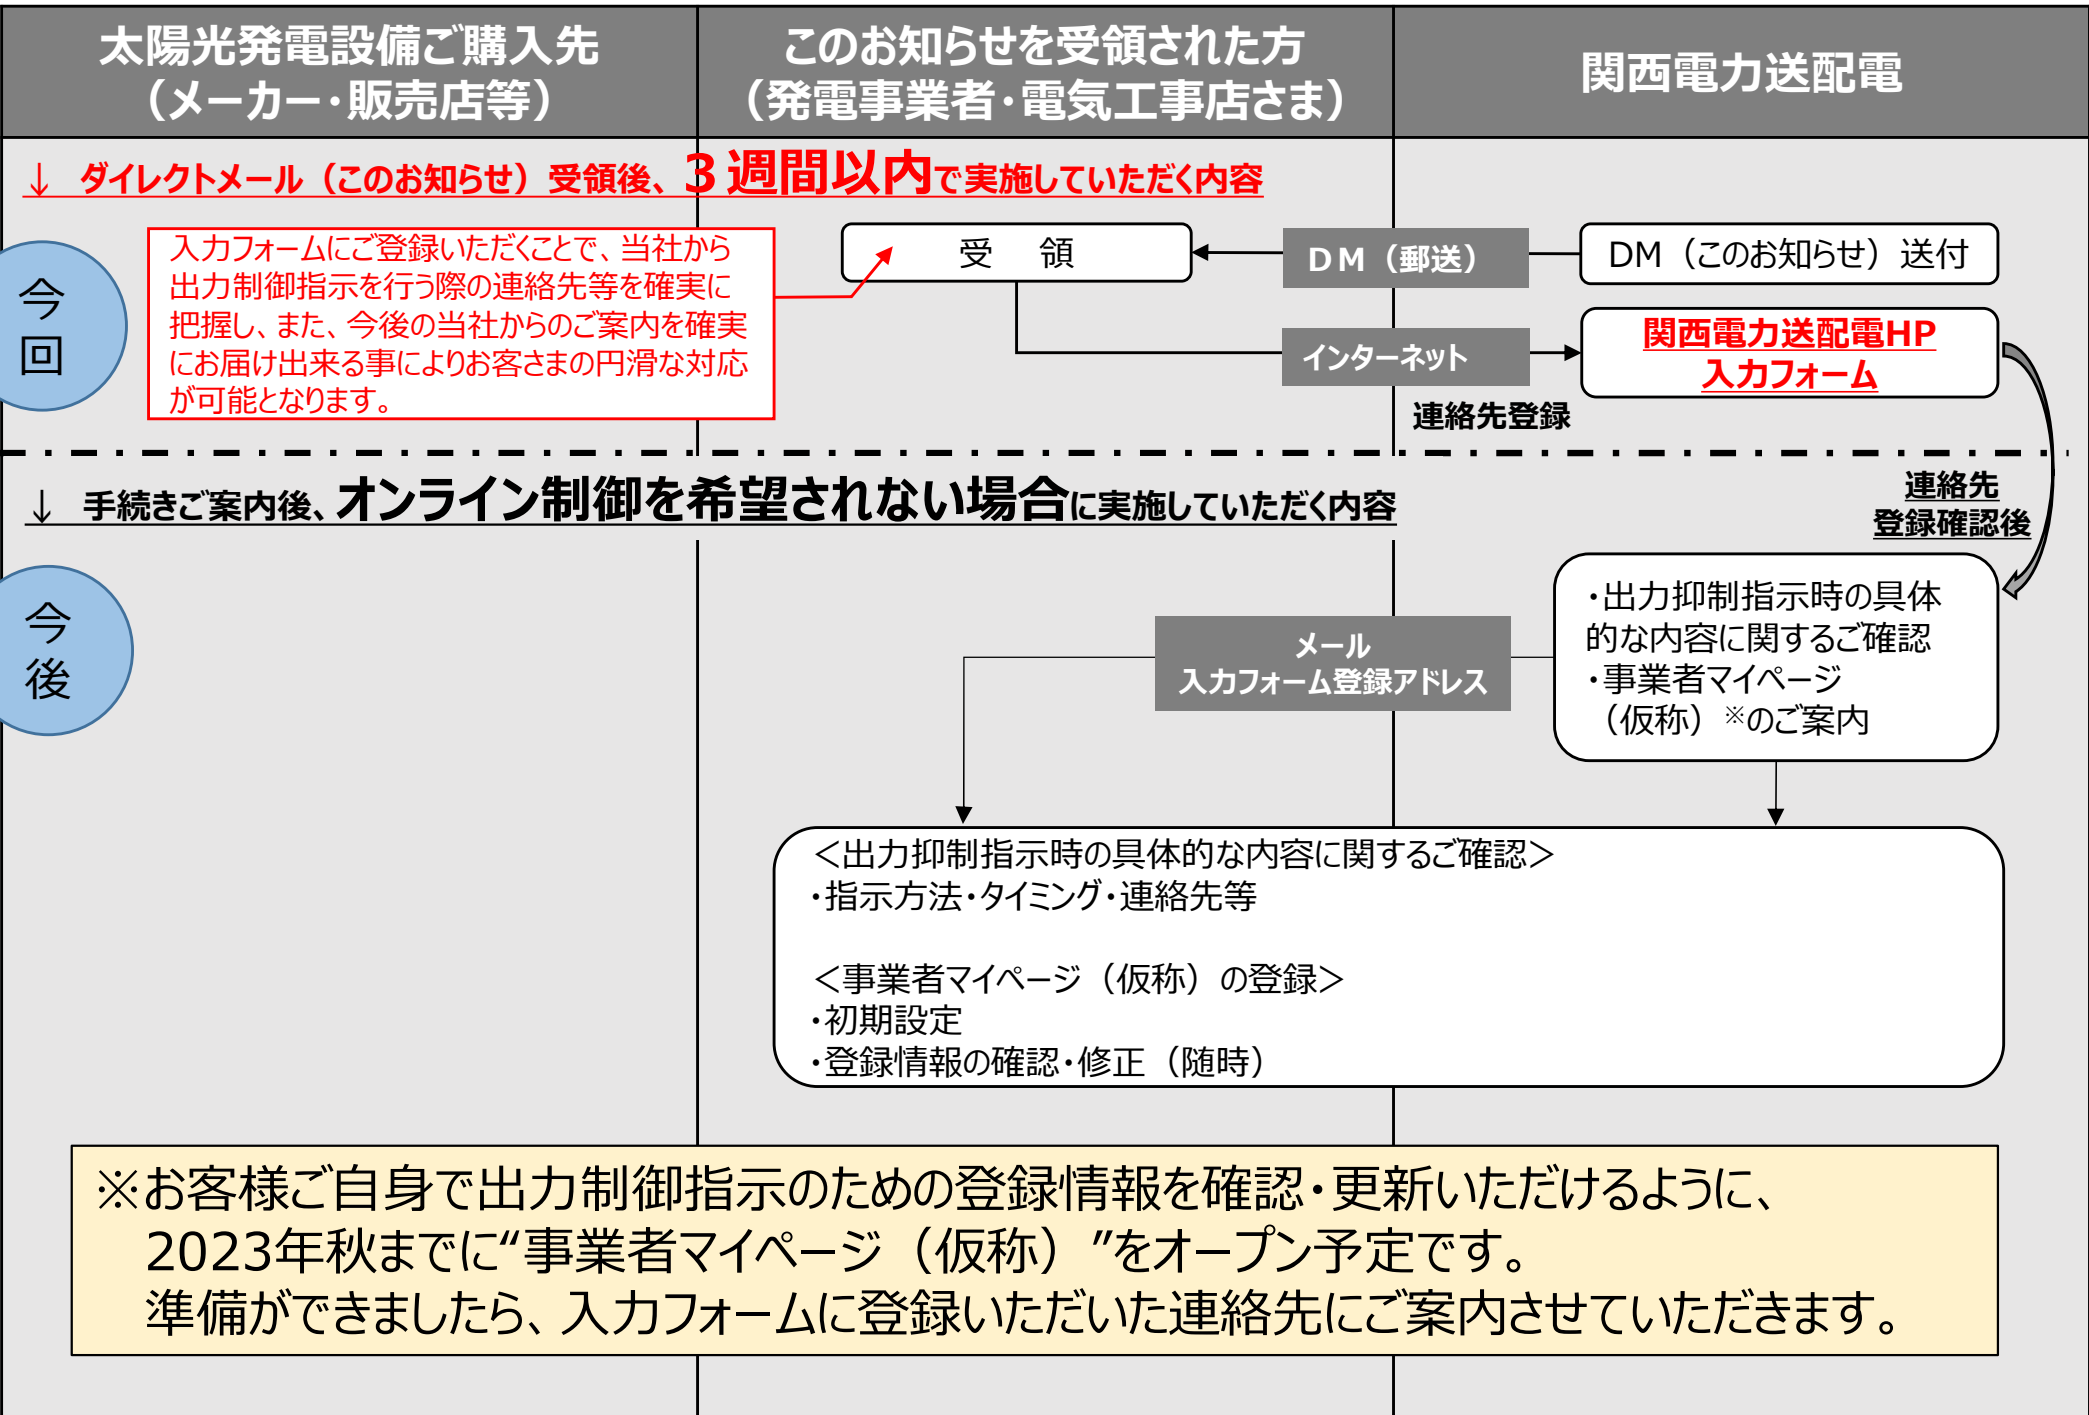 太陽光発電設備ご購入先
（メーカー・販売店等）
このお知らせを受領された方
（発電事業者・電気工事店さま）
関西電力送配電
↓ ダイレクトメール（このお知らせ）受領後、３週間以内で実施していただく内容
今
回
入力フォームにご登録いただくことで、当社から
出力制御指示を行う際の連絡先等を確実に
把握し、また、今後の当社からのご案内を確実
にお届け出来る事によりお客さまの円滑な対応
が可能となります。
受　領
ＤＭ（郵送）
DM（このお知らせ）送付
インターネット
関西電力送配電HP
入力フォーム
連絡先登録
↓ 手続きご案内後、オンライン制御を希望されない場合に実施していただく内容
連絡先
登録確認後
今
後
メール
入力フォーム登録アドレス
・出力抑制指示時の具体
的な内容に関するご確認
・事業者マイページ
（仮称）※のご案内
＜出力抑制指示時の具体的な内容に関するご確認＞
・指示方法・タイミング・連絡先等
＜事業者マイページ（仮称）の登録＞
・初期設定
・登録情報の確認・修正（随時）
※お客様ご自身で出力制御指示のための登録情報を確認・更新いただけるように、
2023年秋までに“事業者マイページ（仮称）”をオープン予定です。
準備ができましたら、入力フォームに登録いただいた連絡先にご案内させていただきます。